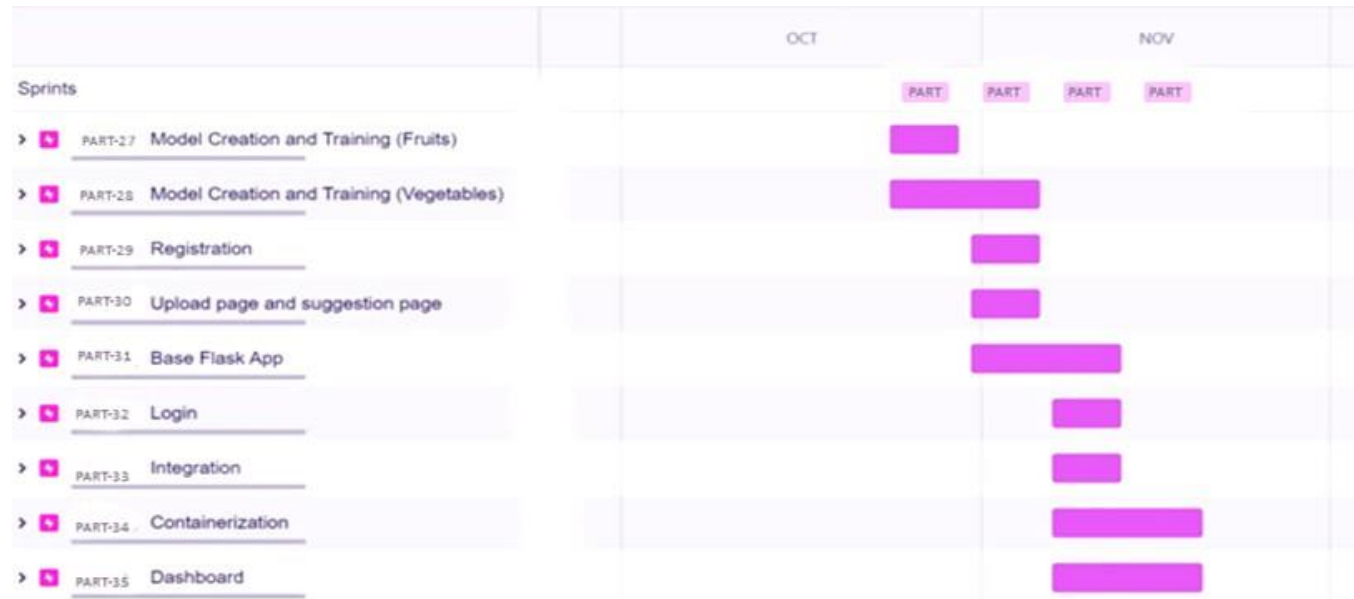 OCT NOV
Sprints PART PART PART PART
PART-27 Model Creation and Training (Fruits)
PART-28 Model Creation and Training (Vegetables)
PART-29 Registration
PART-30 Upload page and suggestion page
PART-31 Base Flask App
PART-32 Login
PART-33 Integration
PART-34 Containerization
PART-35 Dashboard